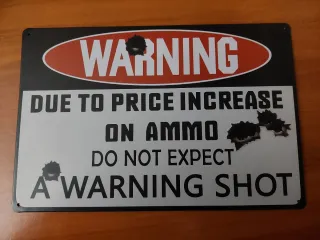 WARNING
DUE TO PRICE INCREASE
ON AMMO
DO NOT EXPECT
A WARNING SHOT